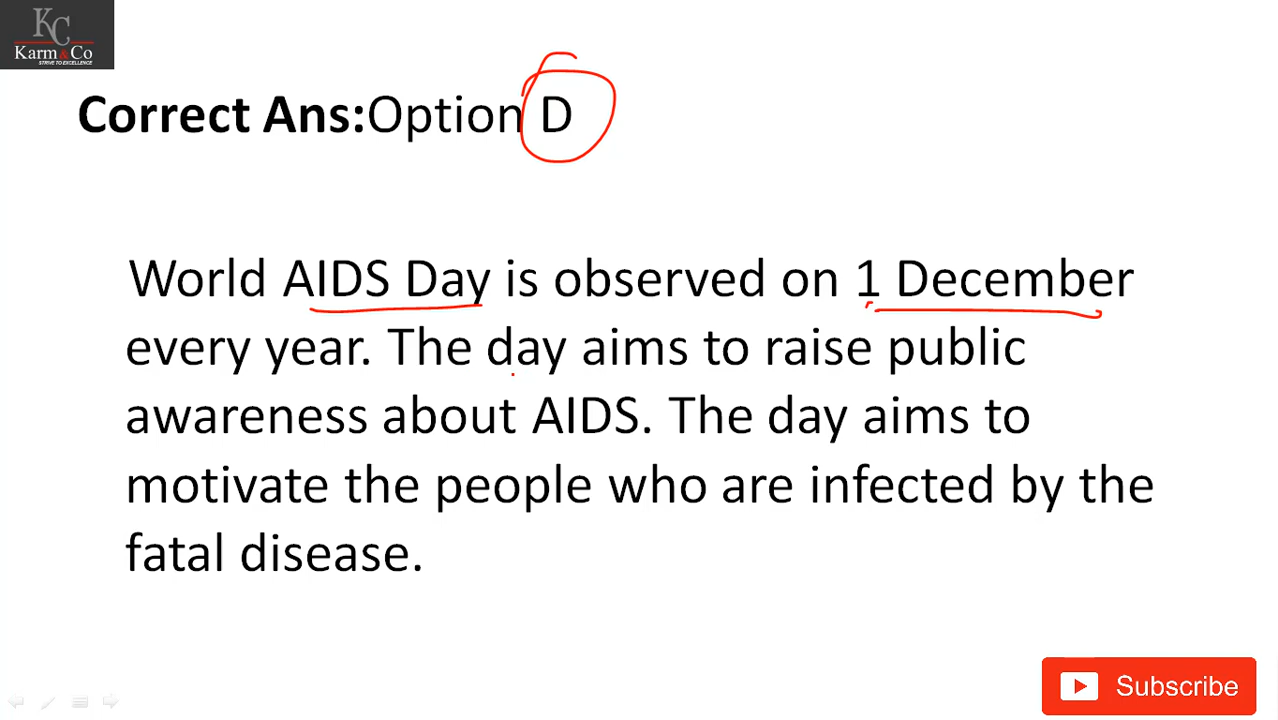 KC
Karm&Co
STRIVE TO EXCELLENCE
Correct Ans:Option D
World AIDS Day is observed on 1 December
every year. The day aims to raise public
awareness about AIDS. The day aims to
motivate the people who are infected by the
fatal disease.
Subscribe